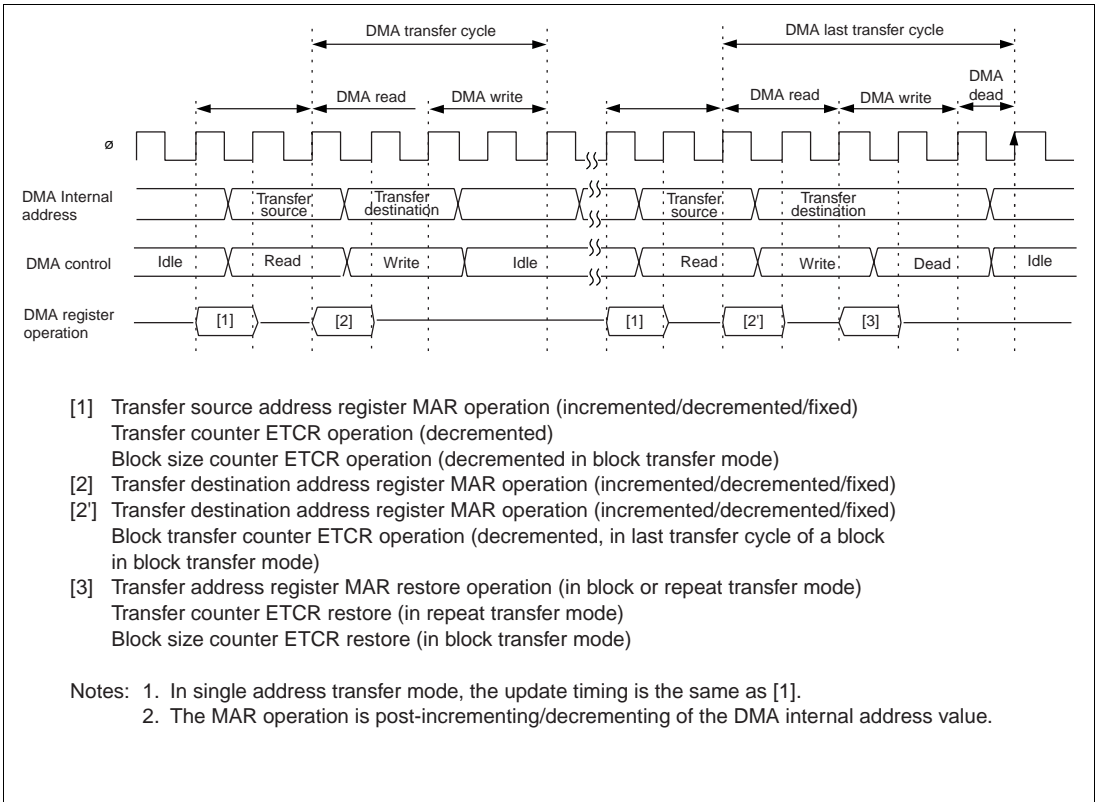 DMA transfer cycle DMA last transfer cycle
DMA read DMA write DMA read DMA write DMA dead
ø
DMA Internal address Transfer source Transfer destination Transfer source Transfer destination
DMA control Idle Read Write Idle Read Write Dead Idle
DMA register operation [1] [2] [1] [2'] [3]
[1] Transfer source address register MAR operation (incremented/decremented/fixed)
Transfer counter ETCR operation (decremented)
Block size counter ETCR operation (decremented in block transfer mode)
[2] Transfer destination address register MAR operation (incremented/decremented/fixed)
[2'] Transfer destination address register MAR operation (incremented/decremented/fixed)
Block transfer counter ETCR operation (decremented, in last transfer cycle of a block
in block transfer mode)
[3] Transfer address register MAR restore operation (in block or repeat transfer mode)
Transfer counter ETCR restore (in repeat transfer mode)
Block size counter ETCR restore (in block transfer mode)
Notes: 1. In single address transfer mode, the update timing is the same as [1].
2. The MAR operation is post-incrementing/decrementing of the DMA internal address value.